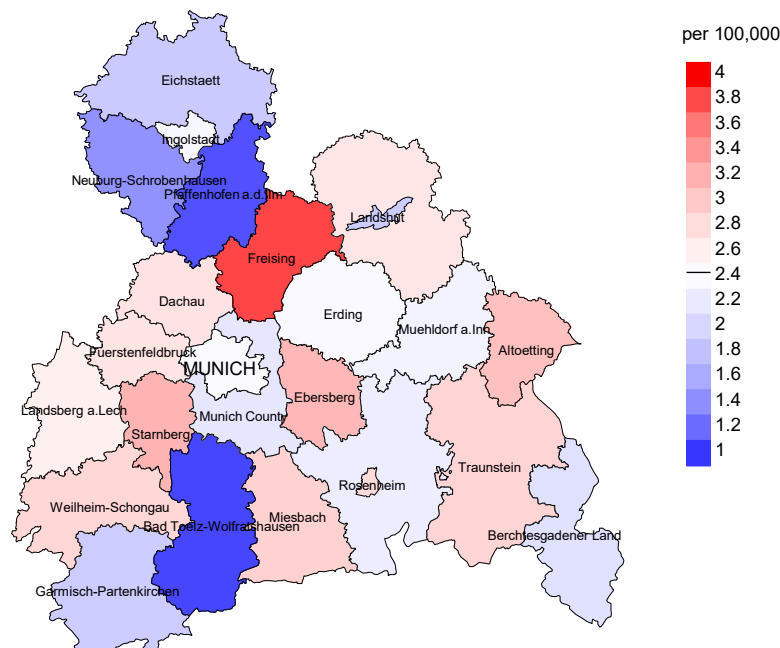 per 100,000
4
3.8
3.6
3.4
3.2
3
2.8
2.6
2.4
2.2
2
1.8
1.6
1.4
1.2
1
Eichstaett
Ingolstadt
Neuburg-Schrobenhausen
Pfaffenhofen a.d.Ilm
Landshut
Freising
Dachau
Erding
Muehldorf a.Inn
Altoetting
Fuerstenfeldbruck
MUNICH
Ebersberg
Landsberg a.Lech
Munich County
Starnberg
Traunstein
Rosenheim
Weilheim-Schongau
Miesbach
Bad Toelz-Wolfratshausen
Berchtesgadener Land
Garmisch-Partenkirchen